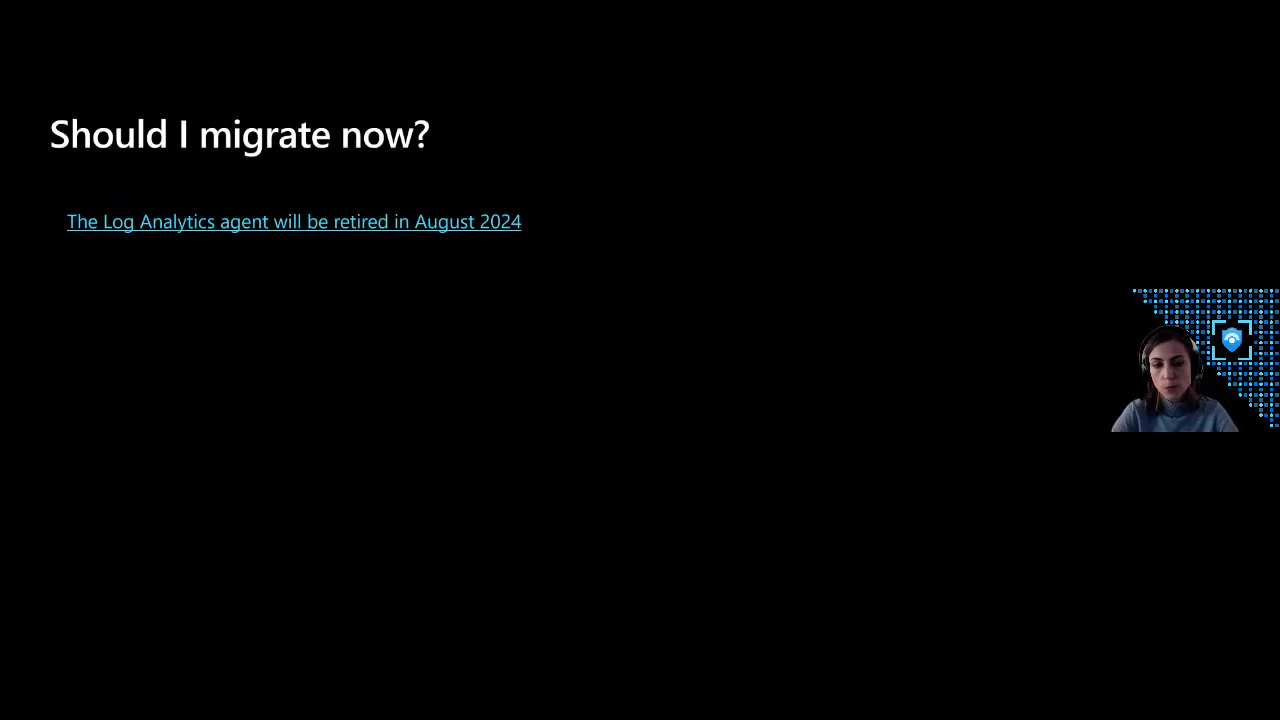 Should I migrate now?
The Log Analytics agent will be retired in August 2024